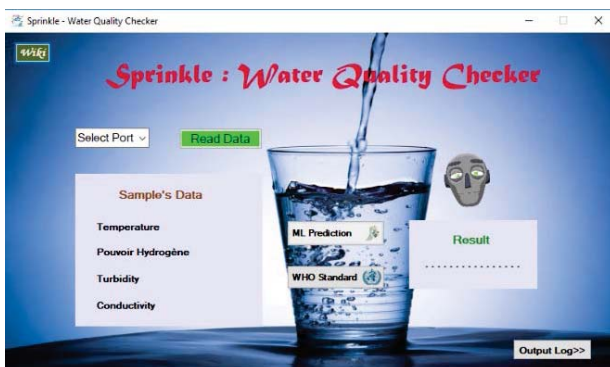 Sprinkle - Water Quality Checker
Wiki
Sprinkle : Water Quality Checker
Select Port
Read Data
Sample's Data
Temperature
Pouvoir Hydrogène
Turbidity
Conductivity
ML Prediction
WHO Standard
Result
................
Output Log>>